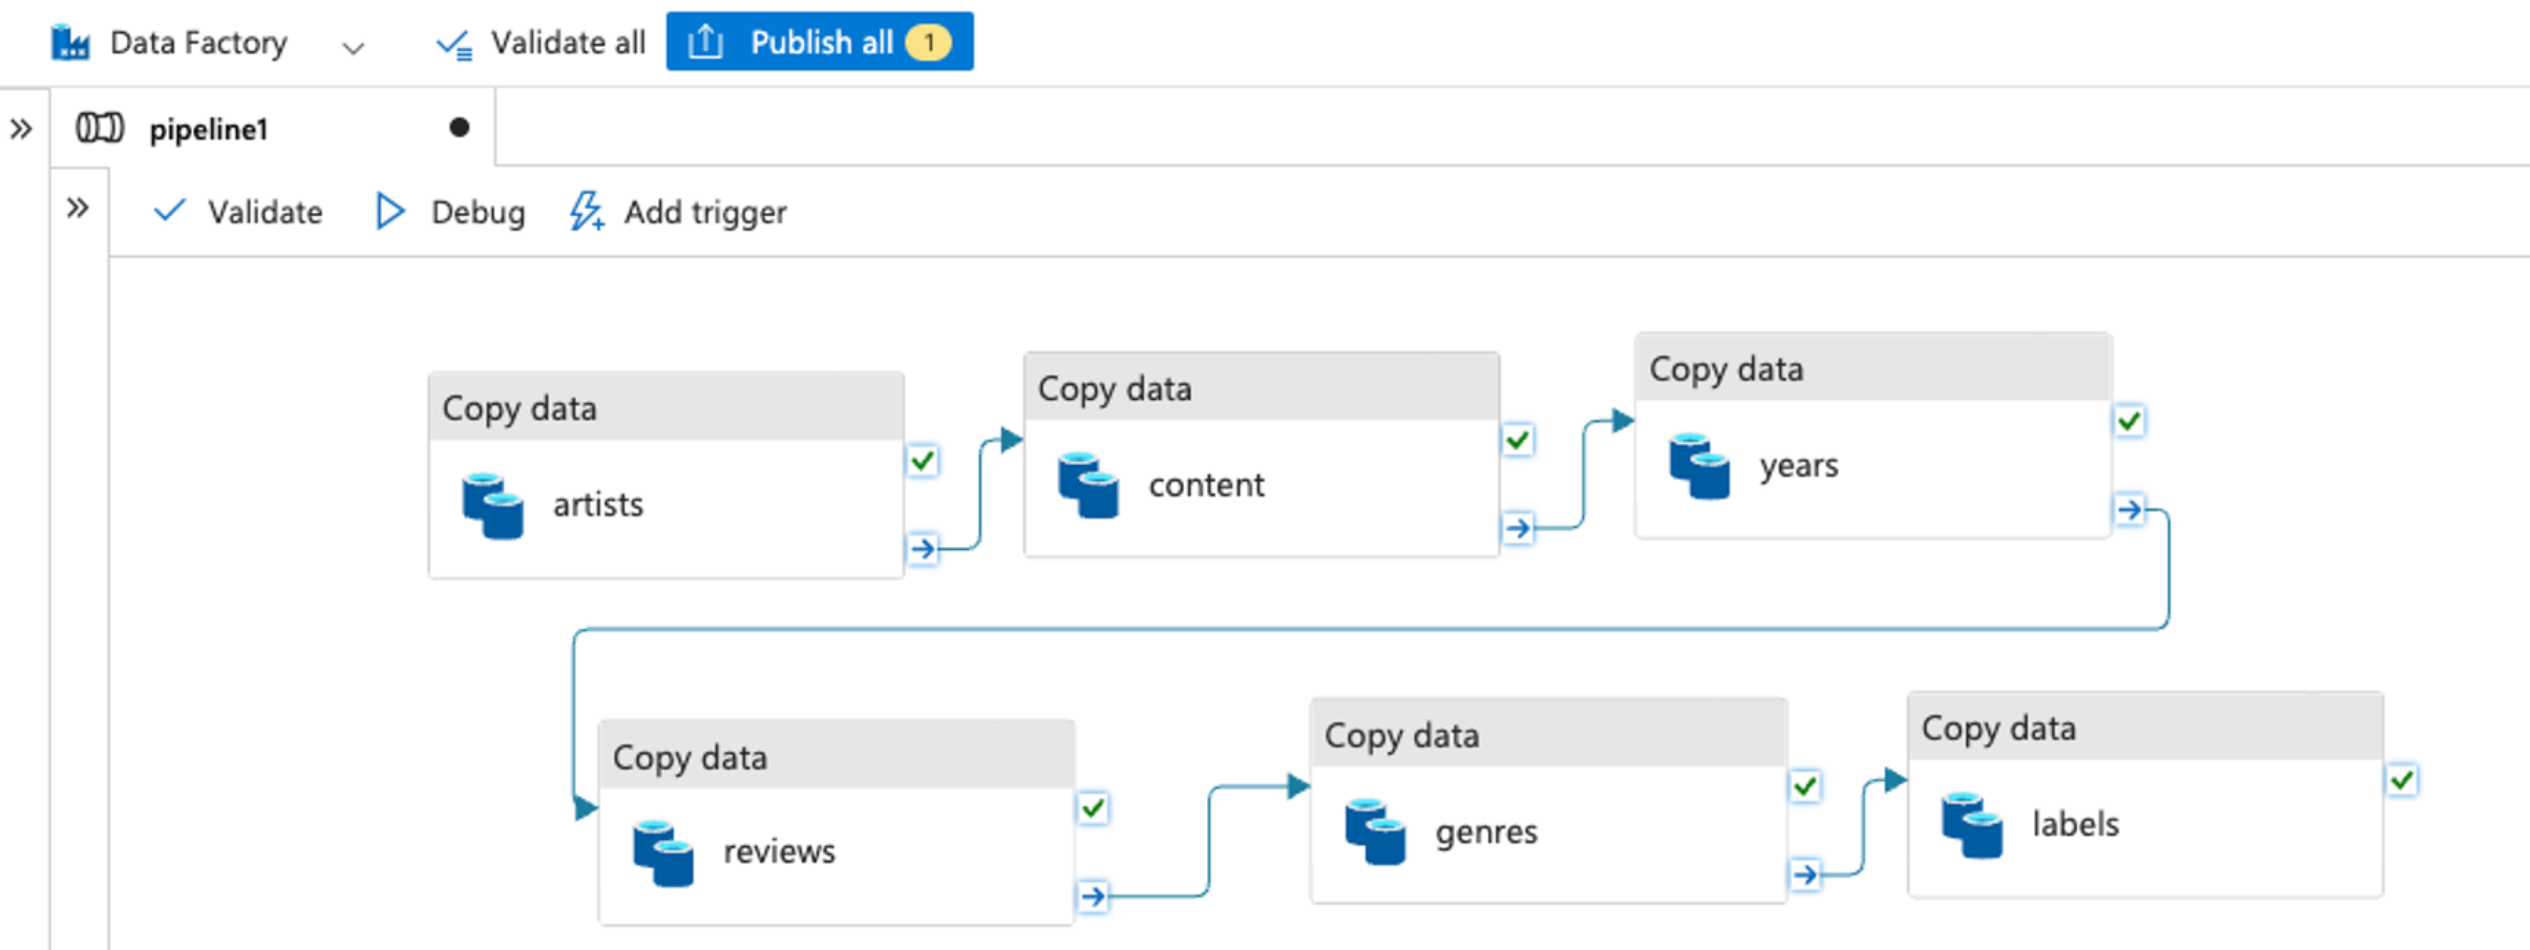 Data Factory
Validate all
Publish all 1
pipeline1
Validate
Debug
Add trigger
Copy data
artists
Copy data
content
Copy data
years
Copy data
reviews
Copy data
genres
Copy data
labels